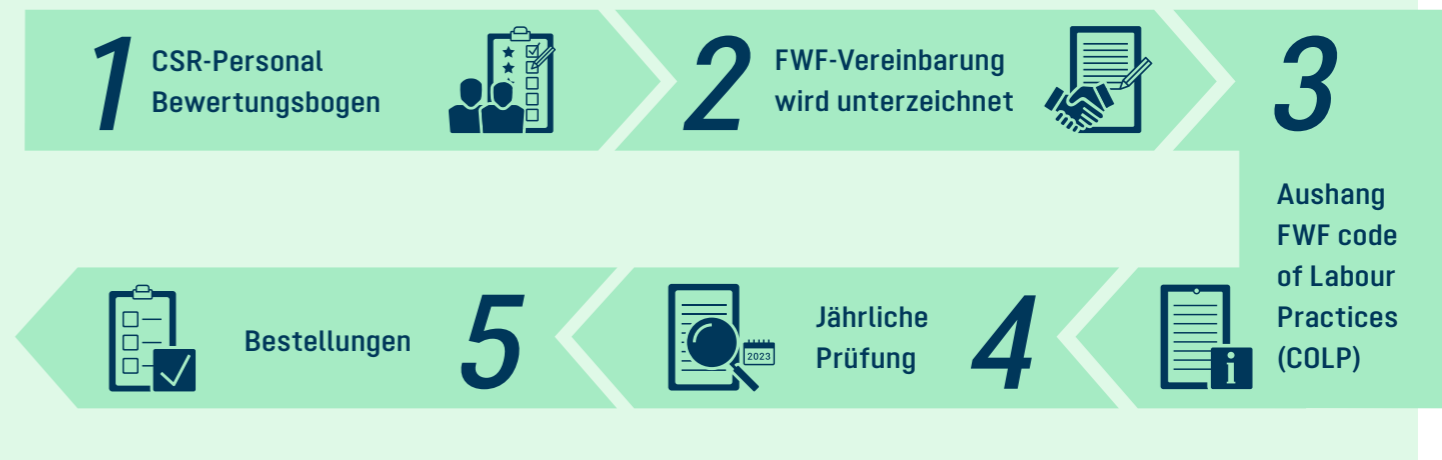 1
CSR-Personal
Bewertungsbogen
2
FWF-Vereinbarung
wird unterzeichnet
3
Aushang
FWF code
of Labour
Practices
(COLP)
4
Jährliche
Prüfung
2023
5
Bestellungen